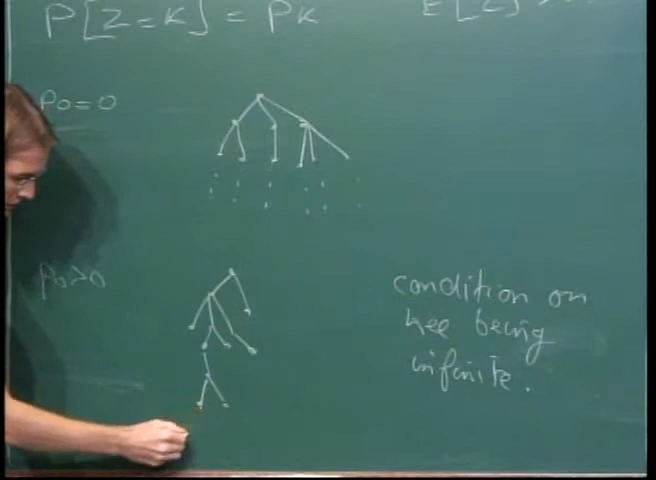 P[Z=K] = PK
P0=0
P0>0
condition on
tree being
infinite.